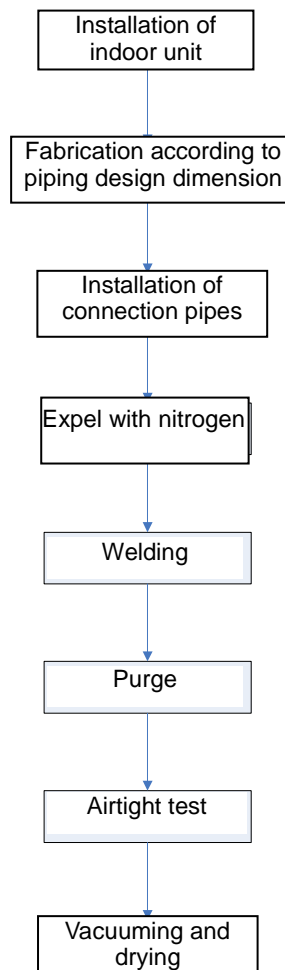 Installation of
indoor unit
Fabrication according to
piping design dimension
Installation of
connection pipes
Expel with nitrogen
Welding
Purge
Airtight test
Vacuuming and
drying